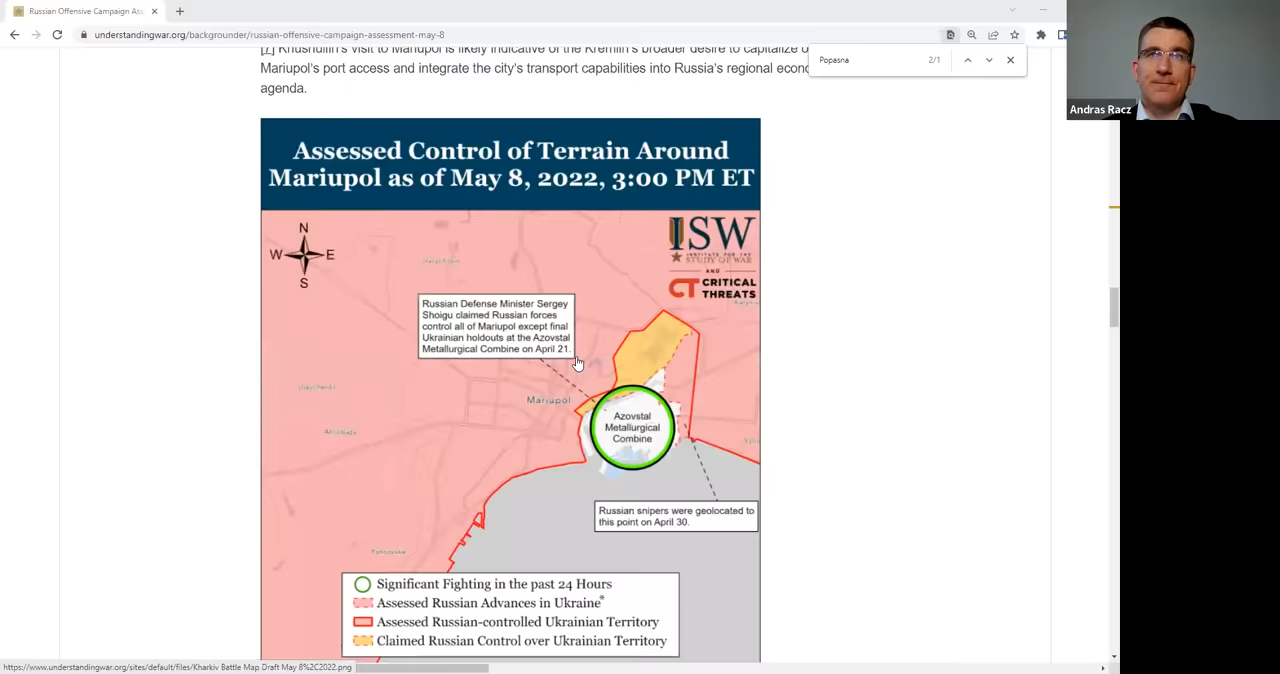 Russian Offensive Campaign Ass
understandingwar.org/backgrounder/russian-offensive-campaign-assessment-may-8
[7] Khusnullin's visit to Mariupol is likely indicative of the Kremlin's broader desire to capitalize o
Mariupol's port access and integrate the city's transport capabilities into Russia's regional econo
agenda.
Popasna 2/1
Andras Racz
Assessed Control of Terrain Around
Mariupol as of May 8, 2022, 3:00 PM ET
N
W E
S
ISW
INSTITUTE FOR THE
STUDY OF WAR
AND
CT CRITICAL
THREATS
Russian Defense Minister Sergey
Shoigu claimed Russian forces
control all of Mariupol except final
Ukrainian holdouts at the Azovstal
Metallurgical Combine on April 21.
Mariupol
Azovstal
Metallurgical
Combine
Russian snipers were geolocated to
this point on April 30.
Significant Fighting in the past 24 Hours
Assessed Russian Advances in Ukraine*
Assessed Russian-controlled Ukrainian Territory
Claimed Russian Control over Ukrainian Territory
https://www.understandingwar.org/sites/default/files/Kharkiv Battle Map Draft May 8%2C2022.png